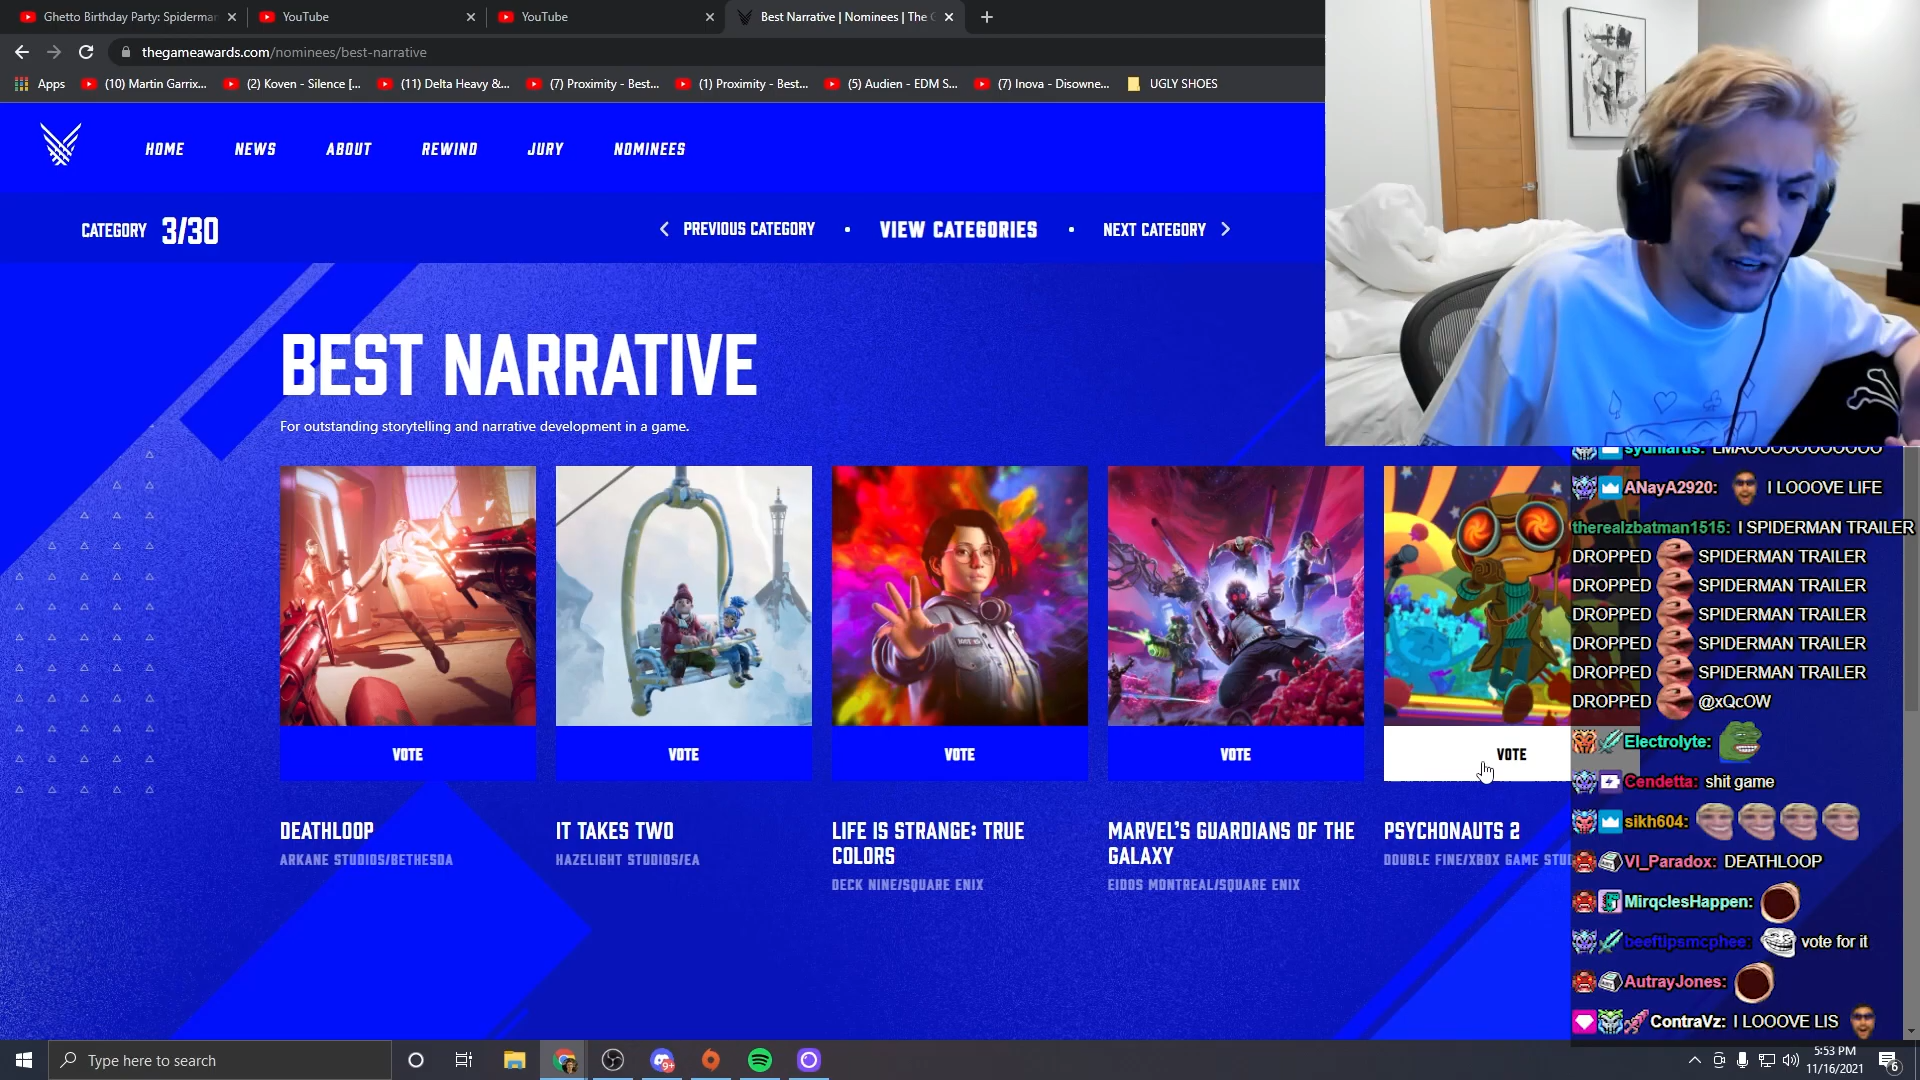 Ghetto Birthday Party: Spiderma
YouTube
YouTube
Best Narrative | Nominees | The G
thegameawards.com/nominees/best-narrative
Apps
(10) Martin Garrix...
(2) Koven - Silence [...
(11) Delta Heavy &...
(7) Proximity - Best...
(1) Proximity - Best...
(5) Audien - EDM S...
(7) Inova - Disowne...
UGLY SHOES
HOME
NEWS
ABOUT
REWIND
JURY
NOMINEES
CATEGORY 3/30
PREVIOUS CATEGORY
VIEW CATEGORIES
NEXT CATEGORY
BEST NARRATIVE
For outstanding storytelling and narrative development in a game.
VOTE
VOTE
VOTE
VOTE
VOTE
DEATHLOOP
ARKANE STUDIOS/BETHESDA
IT TAKES TWO
HAZELIGHT STUDIOS/EA
LIFE IS STRANGE: TRUE
COLORS
DECK NINE/SQUARE ENIX
MARVEL'S GUARDIANS OF THE
GALAXY
EIDOS MONTREAL/SQUARE ENIX
PSYCHONAUTS 2
DOUBLE FINE/XBOX GAME STU
ANayA2920: I LOOOVE LIFE
therealzbatman1515: I SPIDERMAN TRAILER
DROPPED SPIDERMAN TRAILER
DROPPED SPIDERMAN TRAILER
DROPPED SPIDERMAN TRAILER
DROPPED SPIDERMAN TRAILER
DROPPED SPIDERMAN TRAILER
DROPPED @xQcOW
Electrolyte:
Cendetta: shit game
sikh604:
VI_Paradox: DEATHLOOP
MirqclesHappen:
beeftipsmcphee: vote for it
AutrayJones:
ContraVz: I LOOOVE LIS
Type here to search
9+
5:53 PM
11/16/2021
6